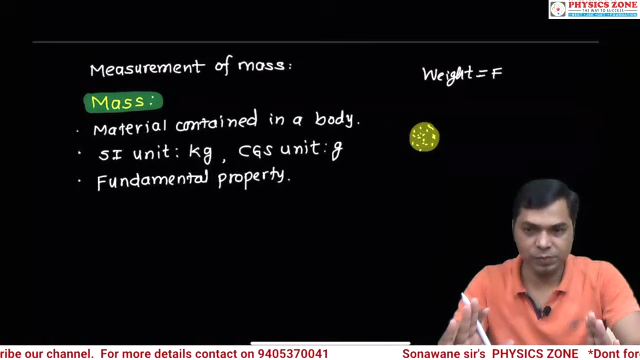 PHYSICS ZONE
Measurement of mass:
Weight = F
Mass:
· Material contained in a body.
· SI unit: kg, CGS unit: g
· Fundamental property.
ribe our channel. For more details contact on 9405370041 Sonawane sir's PHYSICS ZONE *Dont for